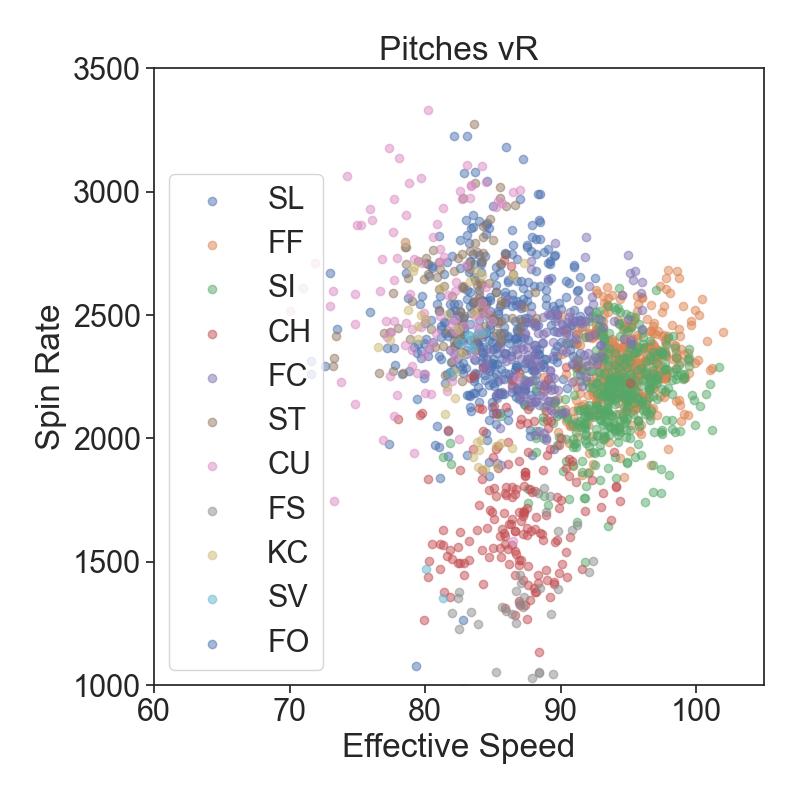 Pitches vR
3500
3000
2500
2000
1500
1000
Spin Rate
SL
FF
SI
CH
FC
ST
CU
FS
KC
SV
FO
60
70
80
90
100
Effective Speed